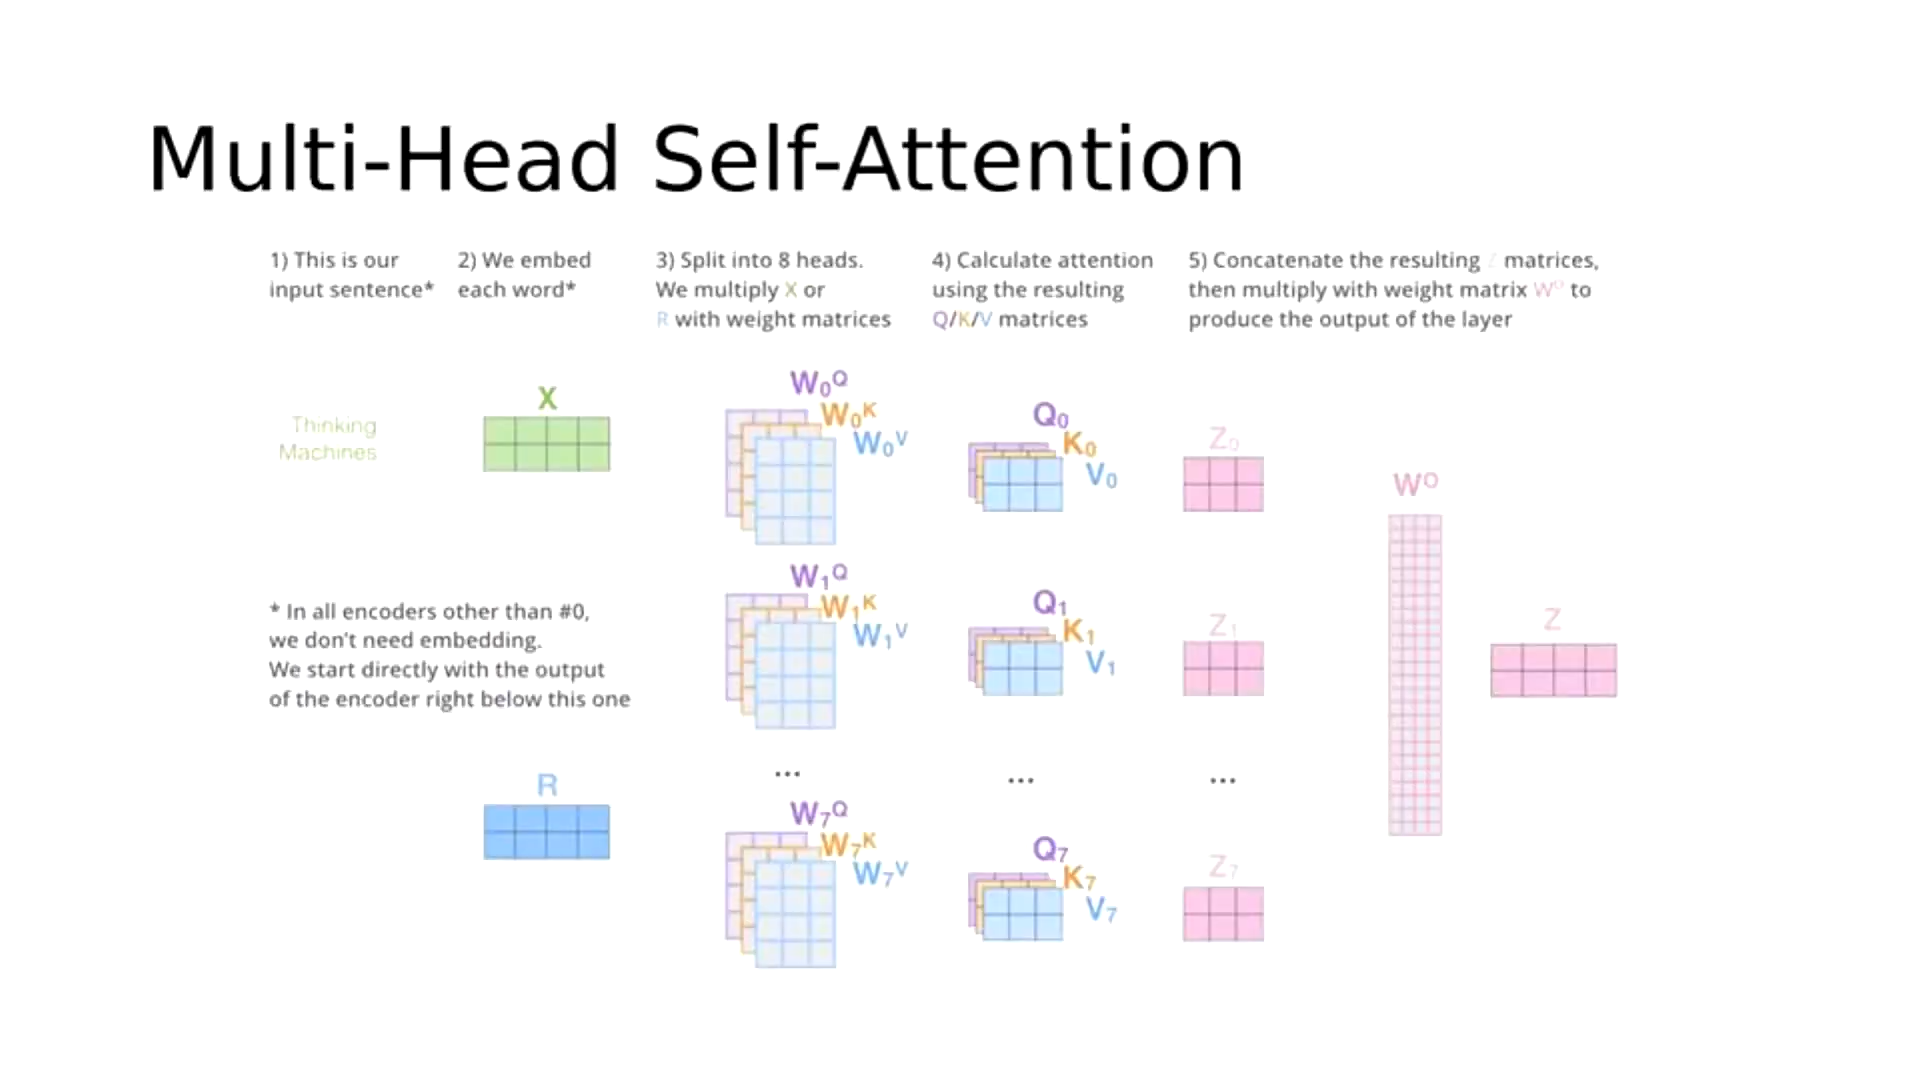 Multi-Head Self-Attention
1) This is our
input sentence*
2) We embed
each word*
3) Split into 8 heads.
We multiply X or
R with weight matrices
4) Calculate attention
using the resulting
Q/K/V matrices
5) Concatenate the resulting Z matrices,
then multiply with weight matrix Wᴼ to
produce the output of the layer
Thinking
Machines
X
W₀Q
W₀K
W₀V
Q₀
K₀
V₀
Z₀
Wᴼ
W₁Q
W₁K
W₁V
Q₁
K₁
V₁
Z₁
Z
* In all encoders other than #0,
we don't need embedding.
We start directly with the output
of the encoder right below this one
...
...
...
R
W₇Q
W₇K
W₇V
Q₇
K₇
V₇
Z₇